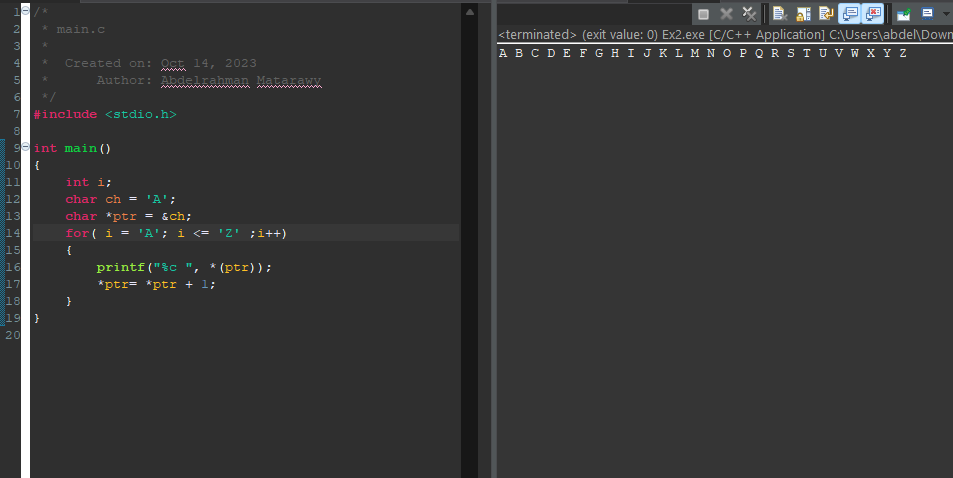 1 /*
2  * main.c
3  *
4  *  Created on: Oct 14, 2023
5  *      Author: Abdelrahman Matarawy
6  */
7 #include <stdio.h>
8
9 int main()
10 {
11     int i;
12     char ch = 'A';
13     char *ptr = &ch;
14     for( i = 'A'; i <= 'Z' ;i++)
15     {
16         printf("%c ", *(ptr));
17         *ptr= *ptr + 1;
18     }
19 }
20
<terminated> (exit value: 0) Ex2.exe [C/C++ Application] C:\Users\abdel\Down
A B C D E F G H I J K L M N O P Q R S T U V W X Y Z